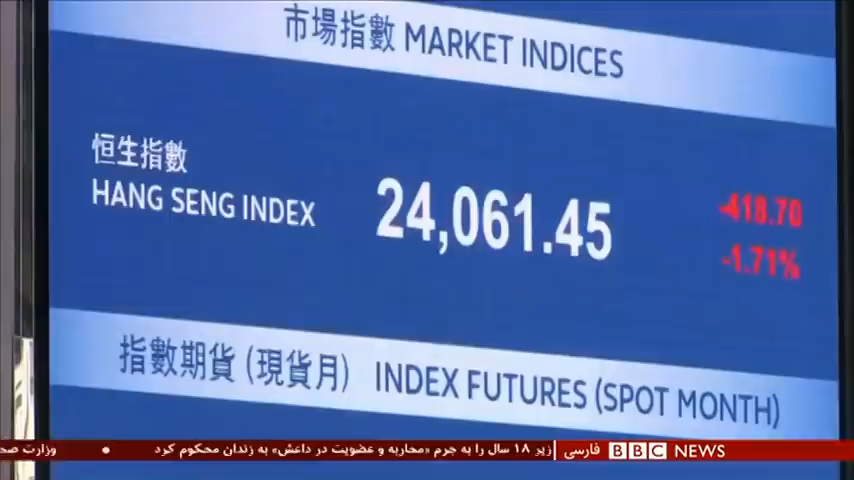 市場指數 MARKET INDICES
恒生指數
HANG SENG INDEX
24,061.45
-418.70
-1.71%
指數期貨 (現貨月) INDEX FUTURES (SPOT MONTH)
زیر ۱۸ سال را به جرم «محاربه و عضویت در داعش» به زندان محکوم کرد • وزارت
فارسی BBC NEWS